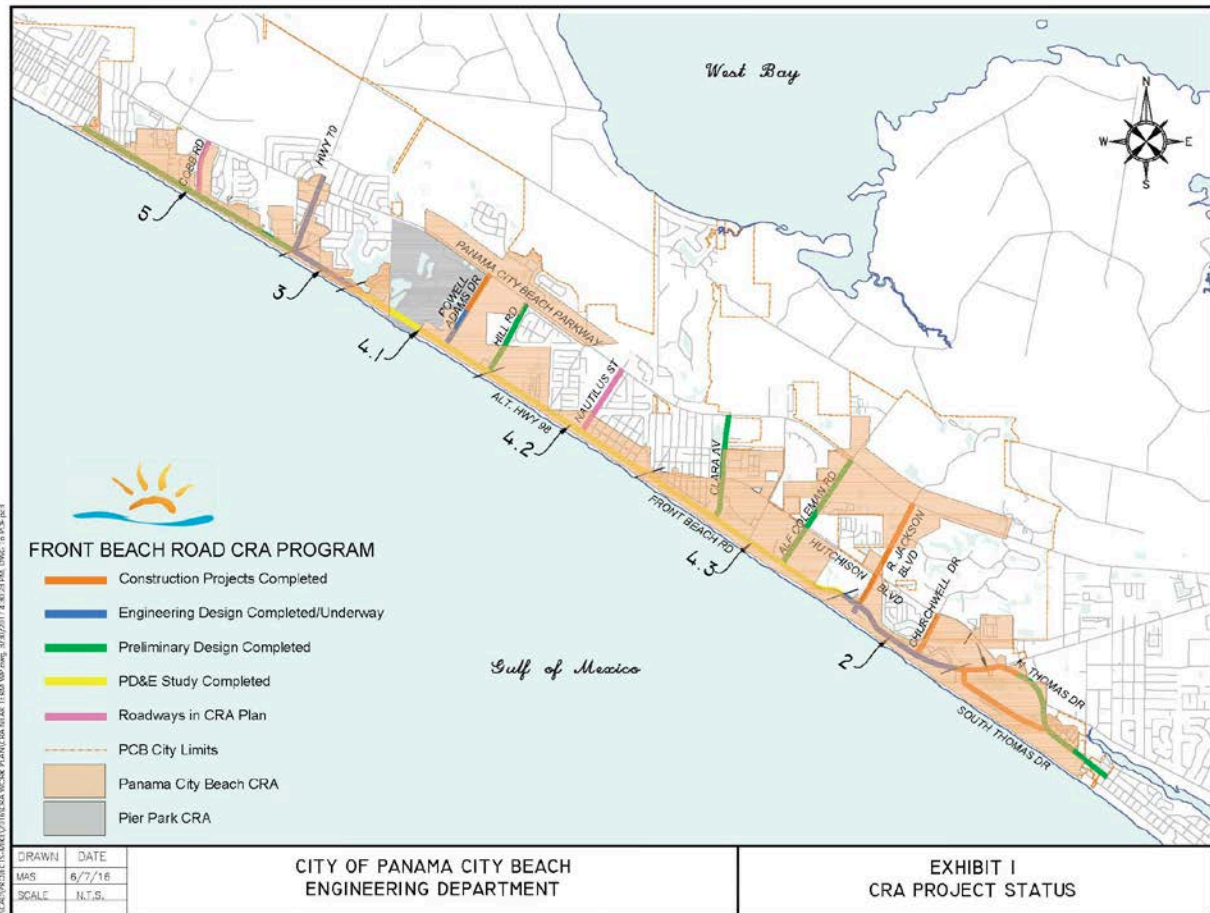 West Bay
N
W
E
S
HWY 79
COBB RD
5
3
PANAMA CITY BEACH PARKWAY
POWELL
ADAMS DR
HILL RD
4.1
NAUTILUS ST
ALT. HWY 98
4.2
CLARA AV
ALF COLEMAN RD
FRONT BEACH RD
4.3
HUTCHISON
BLVD
R. JACKSON
BLVD
CHURCHWELL DR
2
N. THOMAS DR
SOUTH THOMAS DR
Gulf of Mexico
FRONT BEACH ROAD CRA PROGRAM
Construction Projects Completed
Engineering Design Completed/Underway
Preliminary Design Completed
PD&E Study Completed
Roadways in CRA Plan
PCB City Limits
Panama City Beach CRA
Pier Park CRA
DRAWN DATE
MAS 6/7/16
SCALE N.T.S.
CITY OF PANAMA CITY BEACH
ENGINEERING DEPARTMENT
EXHIBIT I
CRA PROJECT STATUS